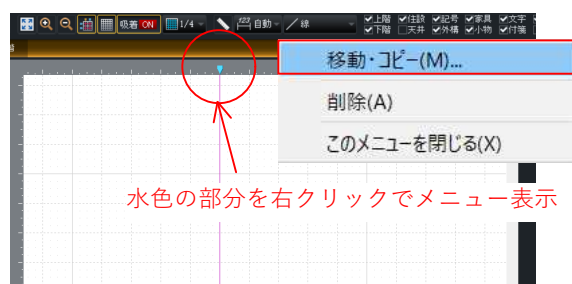 吸着 ON 1/4 123 自動 線 上階 住設 記号 家具 文字
下階 天井 外構 小物 付箋
移動・コピー(M)...
削除(A)
このメニューを閉じる(X)
水色の部分を右クリックでメニュー表示